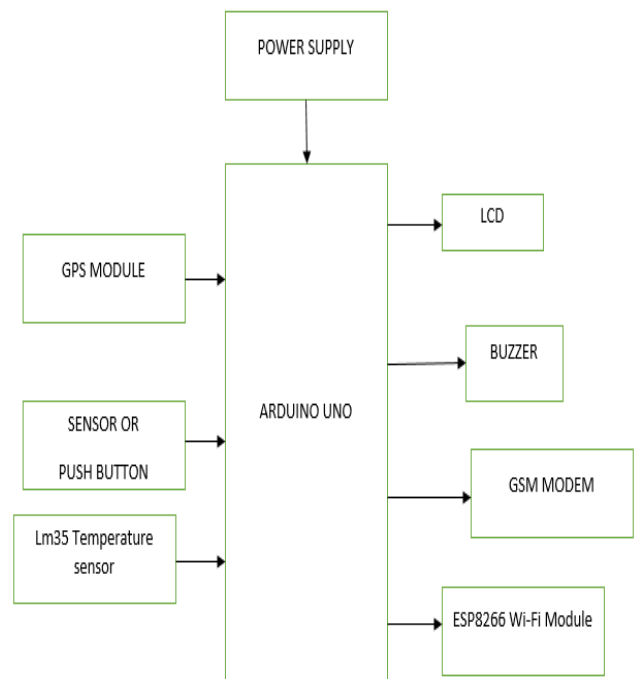 POWER SUPPLY
LCD
GPS MODULE
BUZZER
ARDUINO UNO
SENSOR OR
PUSH BUTTON
GSM MODEM
Lm35 Temperature
sensor
ESP8266 Wi-Fi Module